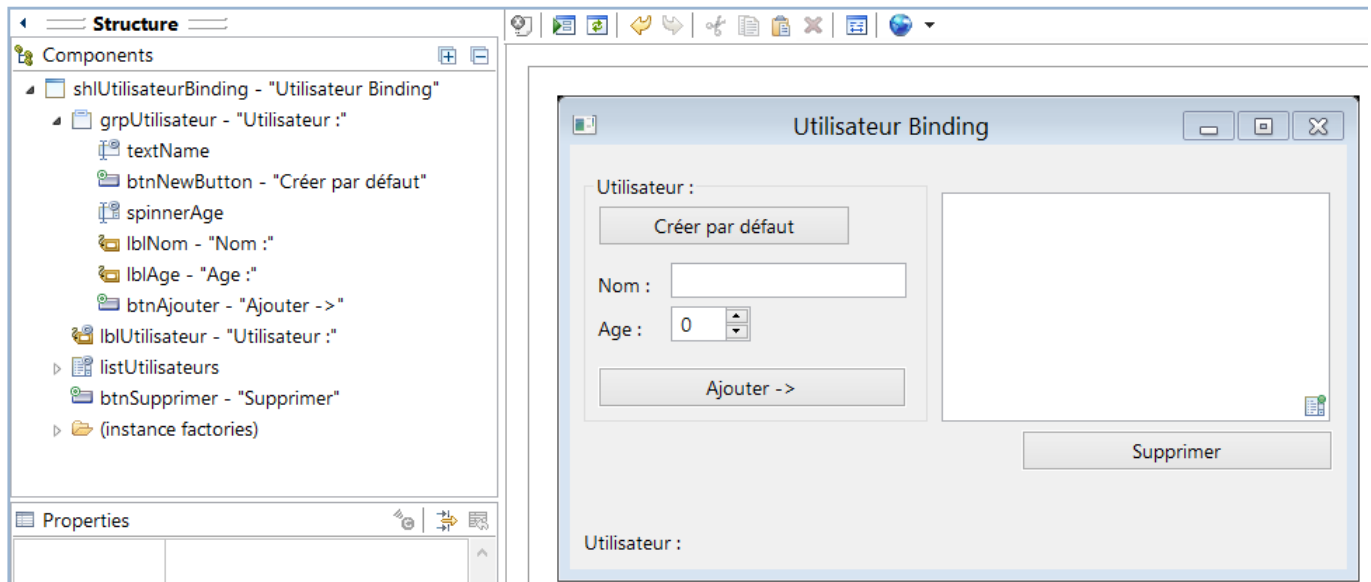 Structure
Components
shlUtilisateurBinding - "Utilisateur Binding"
grpUtilisateur - "Utilisateur :"
textName
btnNewButton - "Créer par défaut"
spinnerAge
lblNom - "Nom :"
lblAge - "Age :"
btnAjouter - "Ajouter ->"
lblUtilisateur - "Utilisateur :"
listUtilisateurs
btnSupprimer - "Supprimer"
(instance factories)
Properties
Utilisateur Binding
Utilisateur :
Créer par défaut
Nom :
Age :
0
Ajouter ->
Supprimer
Utilisateur :